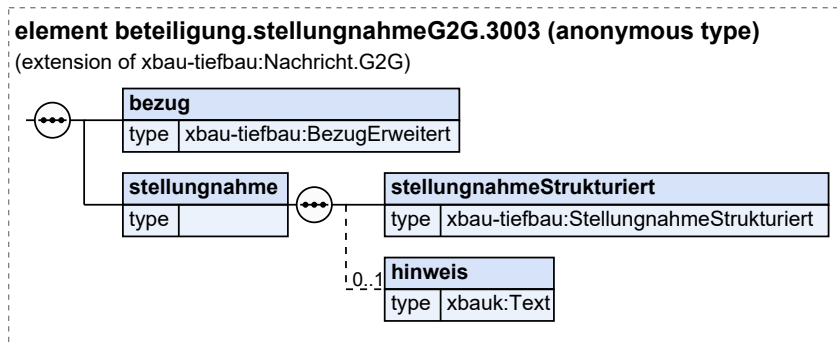 element beteiligung.stellungnahmeG2G.3003 (anonymous type)
(extension of xbau-tiefbau:Nachricht.G2G)
bezug
type xbau-tiefbau:BezugErweitert
stellungnahme
type
stellungnahmeStrukturiert
type xbau-tiefbau:StellungnahmeStrukturiert
0..1
hinweis
type xbauk:Text